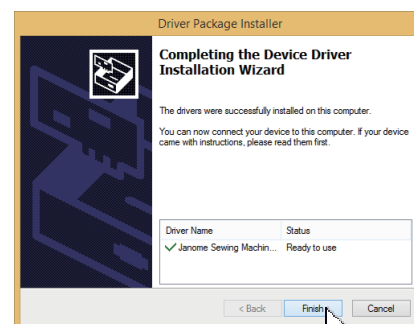 Driver Package Installer
Completing the Device Driver
Installation Wizard
The drivers were successfully installed on this computer.
You can now connect your device to this computer. If your device
came with instructions, please read them first.
Driver Name Status
Janome Sewing Machin... Ready to use
< Back Finish Cancel